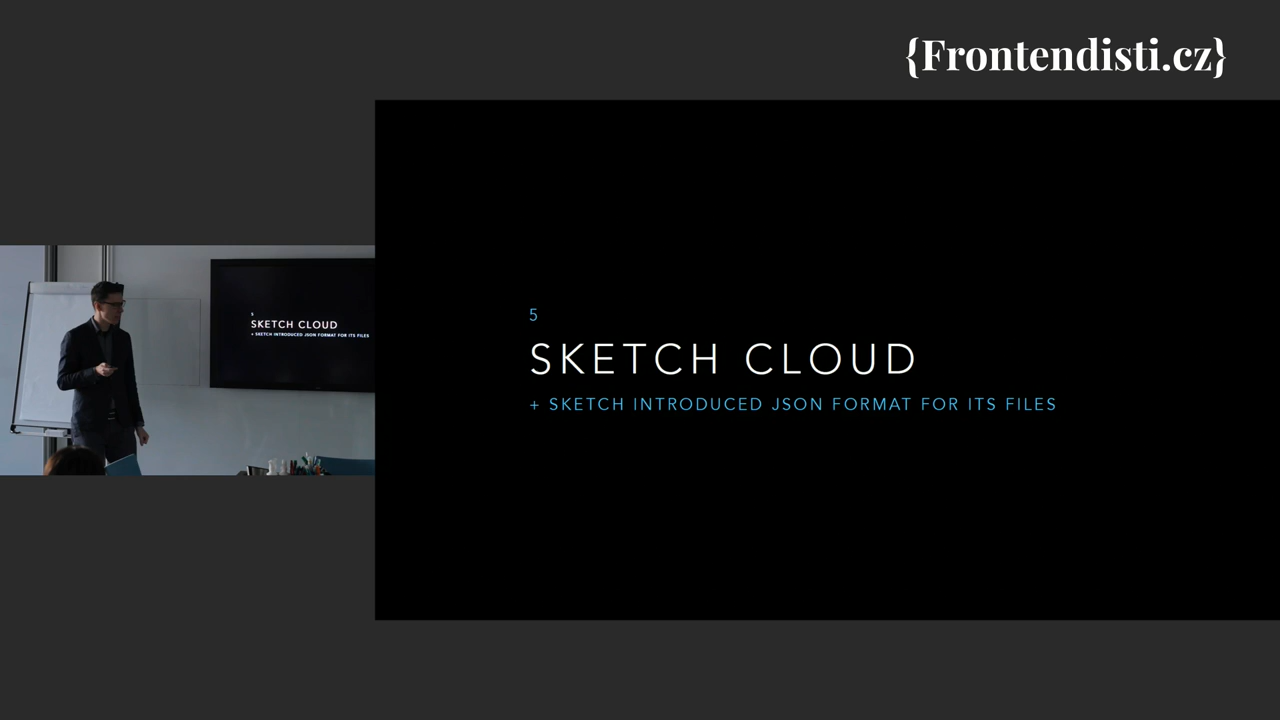 {Frontendisti.cz}
5
SKETCH CLOUD
+ SKETCH INTRODUCED JSON FORMAT FOR ITS FILES
5
SKETCH CLOUD
+ SKETCH INTRODUCED JSON FORMAT FOR ITS FILES